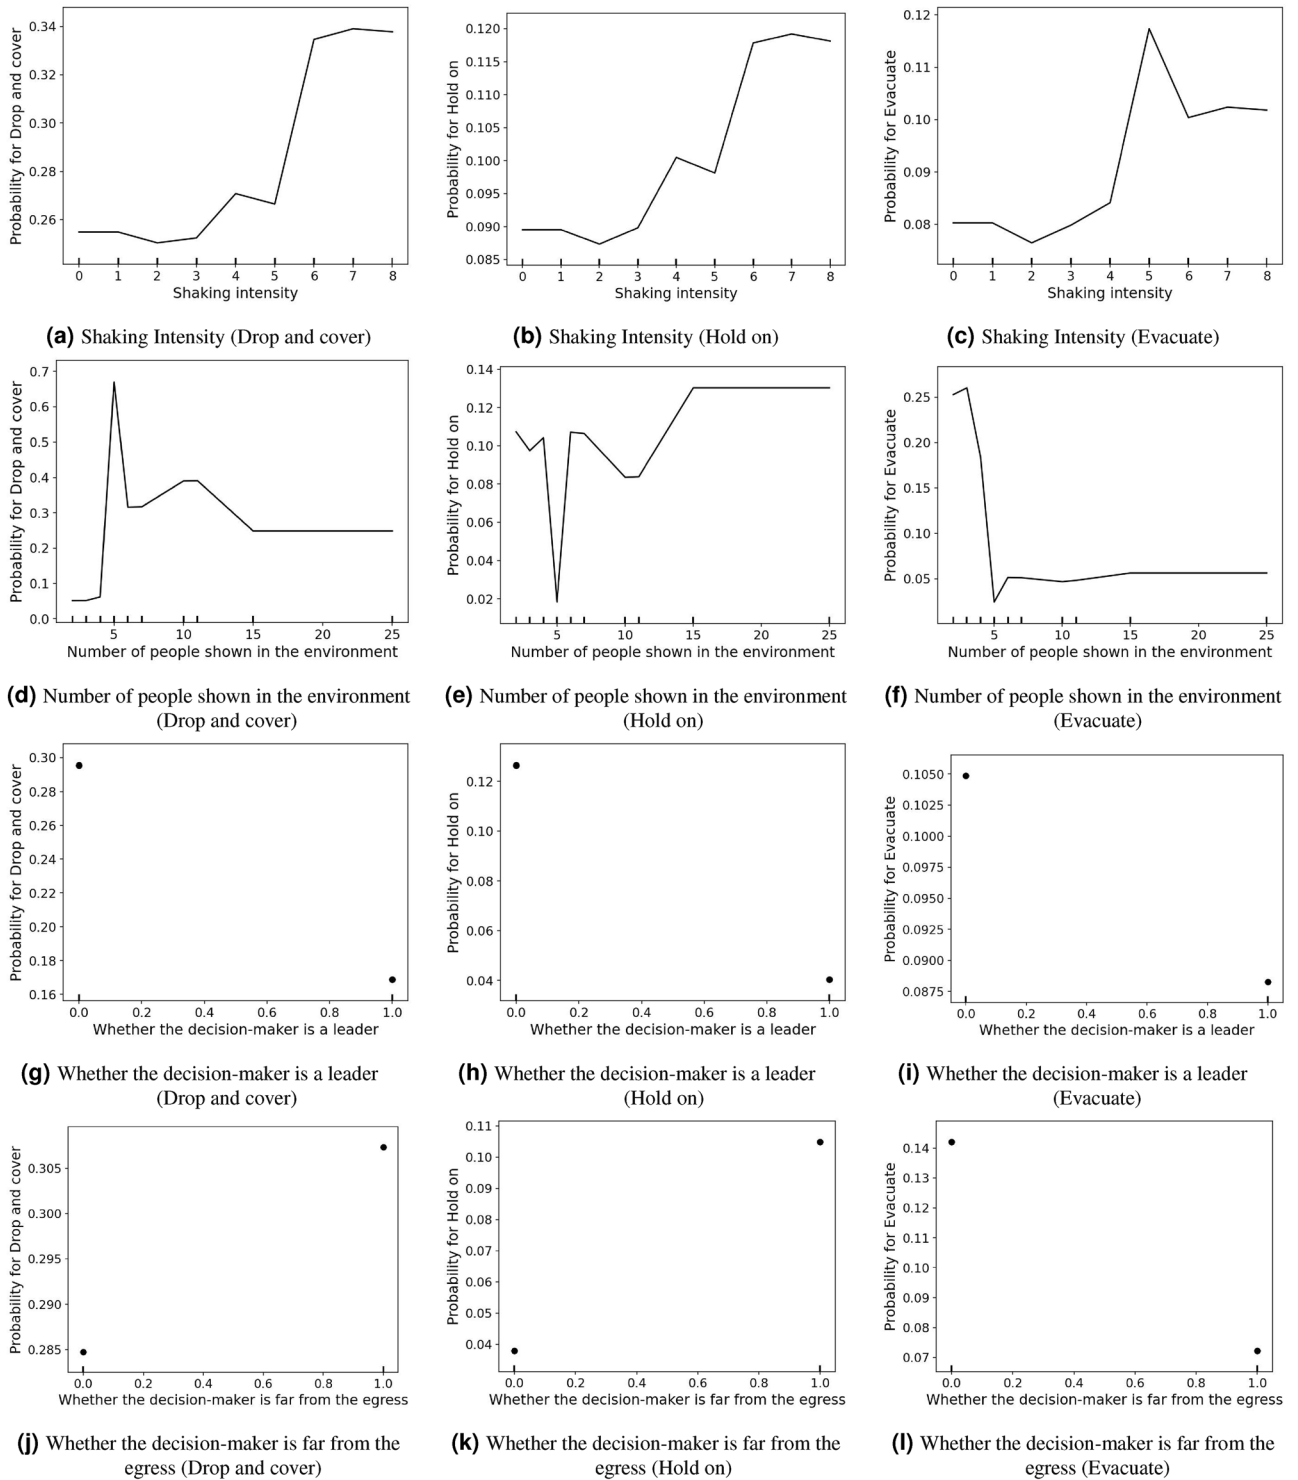 0.34
0.32
0.30
0.28
0.26
Probability for Drop and cover
0 1 2 3 4 5 6 7 8
Shaking intensity
(a) Shaking Intensity (Drop and cover)
0.120
0.115
0.110
0.105
0.100
0.095
0.090
0.085
Probability for Hold on
0 1 2 3 4 5 6 7 8
Shaking intensity
(b) Shaking Intensity (Hold on)
0.12
0.11
0.10
0.09
0.08
Probability for Evacuate
0 1 2 3 4 5 6 7 8
Shaking intensity
(c) Shaking Intensity (Evacuate)
0.7
0.6
0.5
0.4
0.3
0.2
0.1
0.0
Probability for Drop and cover
5 10 15 20 25
Number of people shown in the environment
(d) Number of people shown in the environment
(Drop and cover)
0.14
0.12
0.10
0.08
0.06
0.04
0.02
Probability for Hold on
5 10 15 20 25
Number of people shown in the environment
(e) Number of people shown in the environment
(Hold on)
0.25
0.20
0.15
0.10
0.05
Probability for Evacuate
5 10 15 20 25
Number of people shown in the environment
(f) Number of people shown in the environment
(Evacuate)
0.30
0.28
0.26
0.24
0.22
0.20
0.18
0.16
Probability for Drop and cover
0.0 0.2 0.4 0.6 0.8 1.0
Whether the decision-maker is a leader
(g) Whether the decision-maker is a leader
(Drop and cover)
0.12
0.10
0.08
0.06
0.04
Probability for Hold on
0.0 0.2 0.4 0.6 0.8 1.0
Whether the decision-maker is a leader
(h) Whether the decision-maker is a leader
(Hold on)
0.1050
0.1025
0.1000
0.0975
0.0950
0.0925
0.0900
0.0875
Probability for Evacuate
0.0 0.2 0.4 0.6 0.8 1.0
Whether the decision-maker is a leader
(i) Whether the decision-maker is a leader
(Evacuate)
0.305
0.300
0.295
0.290
0.285
Probability for Drop and cover
0.0 0.2 0.4 0.6 0.8 1.0
Whether the decision-maker is far from the egress
(j) Whether the decision-maker is far from the
egress (Drop and cover)
0.11
0.10
0.09
0.08
0.07
0.06
0.05
0.04
Probability for Hold on
0.0 0.2 0.4 0.6 0.8 1.0
Whether the decision-maker is far from the egress
(k) Whether the decision-maker is far from the
egress (Hold on)
0.14
0.13
0.12
0.11
0.10
0.09
0.08
0.07
Probability for Evacuate
0.0 0.2 0.4 0.6 0.8 1.0
Whether the decision-maker is far from the egress
(l) Whether the decision-maker is far from the
egress (Evacuate)